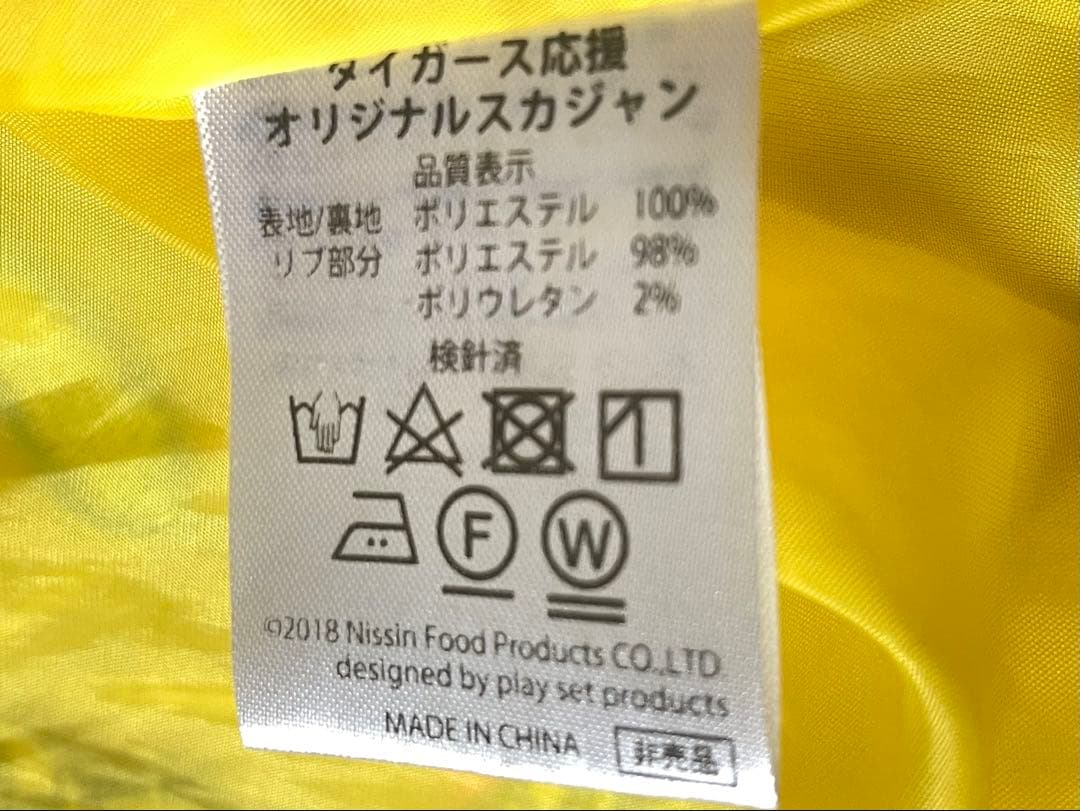 タイガース応援
オリジナルスカジャン
品質表示
表地/裏地 ポリエステル 100%
リブ部分 ポリエステル 98%
ポリウレタン 2%
検針済
F W
©2018 Nissin Food Products CO.,LTD
designed by play set products
MADE IN CHINA 非売品